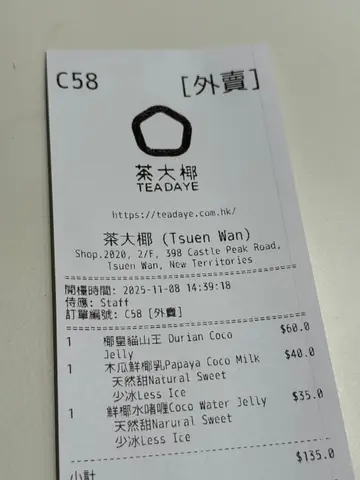 C58 [外賣]
茶大椰
TEADAYE
https://teadaye.com.hk/
茶大椰 (Tsuen Wan)
Shop.2020, 2/F, 398 Castle Peak Road,
Tsuen Wan, New Territories
開檯時間: 2025-11-08 14:39:18
侍應: Staff
訂單編號: C58 [外賣]
1 椰皇貓山王 Durian Coco $60.0
Jelly
1 木瓜鮮椰乳Papaya Coco Milk $40.0
天然甜Natural Sweet
少冰Less Ice
1 鮮椰水啫喱Coco Water Jelly $35.0
天然甜Narural Sweet
少冰Less Ice
小計 $135.0